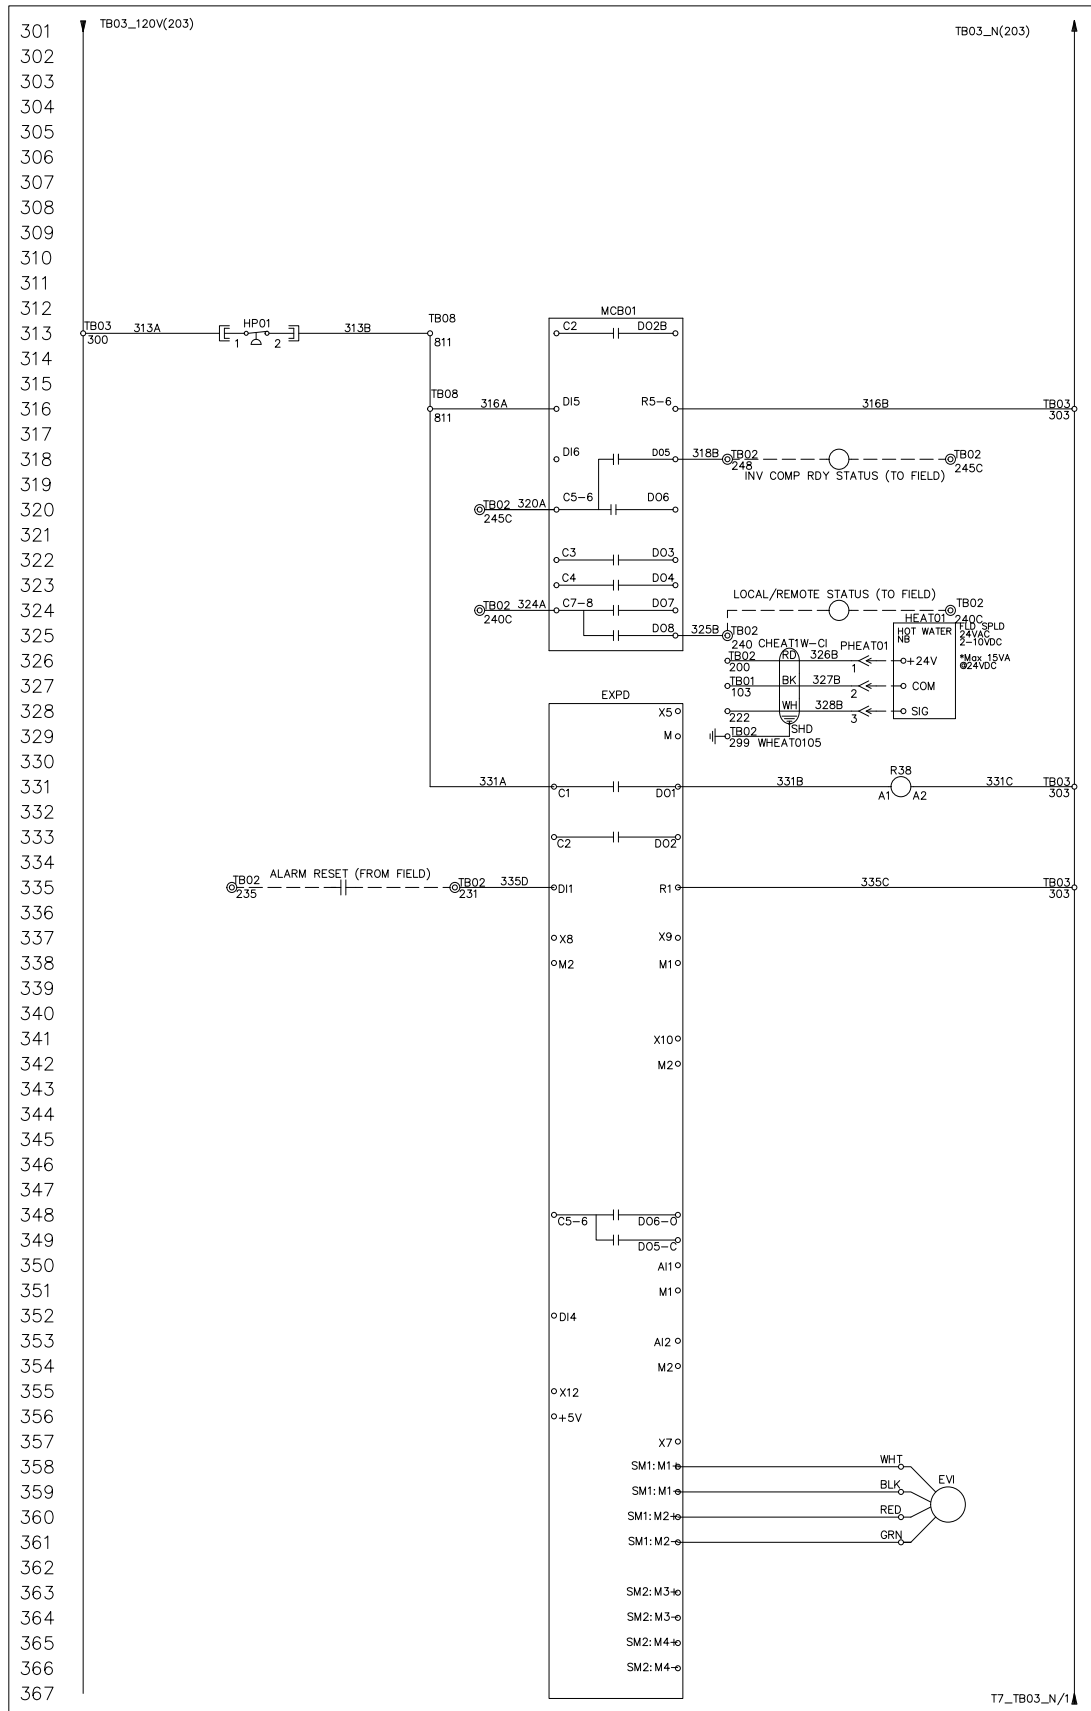 301 TB03_120V(203) TB03_N(203)
302
303
304
305
306
307
308
309
310
311
312 MCB01
313 TB03 300 313A HP01 1 2 313B TB08 811 C2 DO2B
314
315
316 TB08 811 316A DI5 R5-6 316B TB03 303
317
318 DI6 DO5 318B TB02 248 TB02 245C
319 INV COMP RDY STATUS (TO FIELD)
320 TB02 245C 320A C5-6 DO6
321
322 C3 DO3
323 C4 DO4 LOCAL/REMOTE STATUS (TO FIELD)
324 TB02 240C 324A C7-8 DO7 TB02 240C
HEAT01
325 DO8 325B TB02 240 CHEAT1W-CI PHEAT01 HOT WATER NB FLD SPLD 24VAC 2-10VDC
326 TB02 200 RD 326B 1 +24V *Max 15VA @24VDC
327 TB01 103 BK 327B 2 COM
EXPD
328 X5 222 WH 328B 3 SIG
329 M TB02 299 SHD WHEAT0105
330
331 331A C1 DO1 331B R38 A1 A2 331C TB03 303
332
333 C2 DO2
334 ALARM RESET (FROM FIELD)
335 TB02 235 TB02 231 335D DI1 R1 335C TB03 303
336
337 X8 X9
338 M2 M1
339
340
341 X10
342 M2
343
344
345
346
347
348 C5-6 DO6-O
349 DO5-C
350 AI1
351 M1
352 DI4
353 AI2
354 M2
355 X12
356 +5V
357 X7
358 SM1:M1+ WHT
359 SM1:M1- BLK EVI
360 SM1:M2+ RED
361 SM1:M2- GRN
362
363 SM2:M3+
364 SM2:M3-
365 SM2:M4+
366 SM2:M4-
367 T7_TB03_N/1